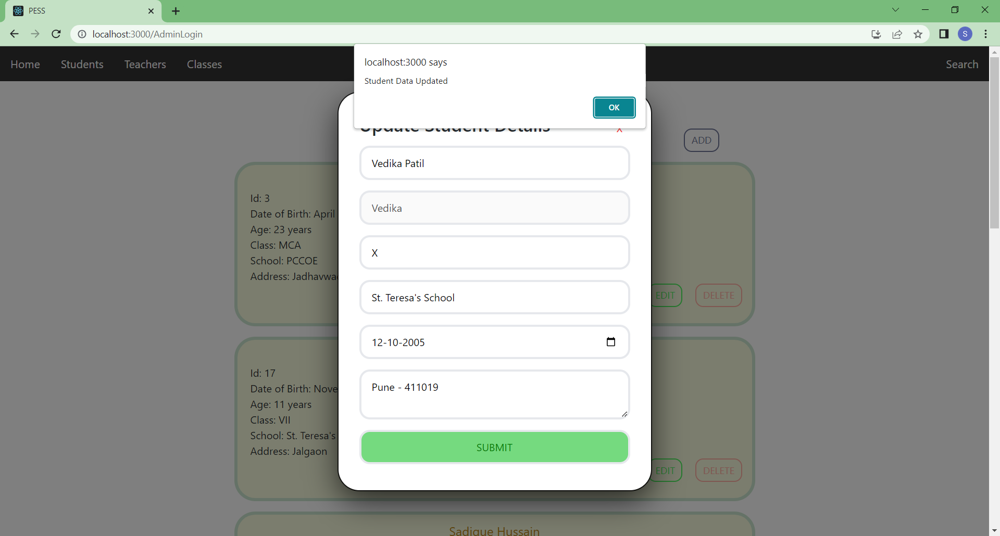 PESS
localhost:3000/AdminLogin
S
Home Students Teachers Classes Search
localhost:3000 says
Student Data Updated
OK
Update Student Details X
ADD
Vedika Patil
Vedika
X
St. Teresa's School
12-10-2005
Pune - 411019
SUBMIT
Id: 3
Date of Birth: April
Age: 23 years
Class: MCA
School: PCCOE
Address: Jadhavwa
EDIT DELETE
Id: 17
Date of Birth: Nove
Age: 11 years
Class: VII
School: St. Teresa's
Address: Jalgaon
EDIT DELETE
Sadique Hussain